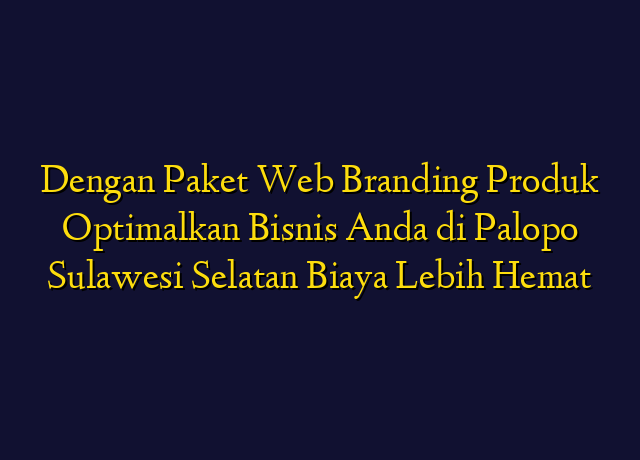 Dengan Paket Web Branding Produk
Optimalkan Bisnis Anda di Palopo
Sulawesi Selatan Biaya Lebih Hemat